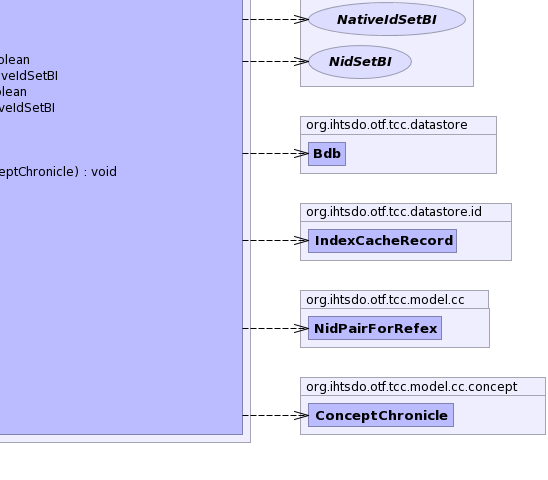 NativeIdSetBI
NidSetBI
olean
iveIdSetBI
olean
veIdSetBI
eptChronicle) : void
org.ihtsdo.otf.tcc.datastore
Bdb
org.ihtsdo.otf.tcc.datastore.id
IndexCacheRecord
org.ihtsdo.otf.tcc.model.cc
NidPairForRefex
org.ihtsdo.otf.tcc.model.cc.concept
ConceptChronicle